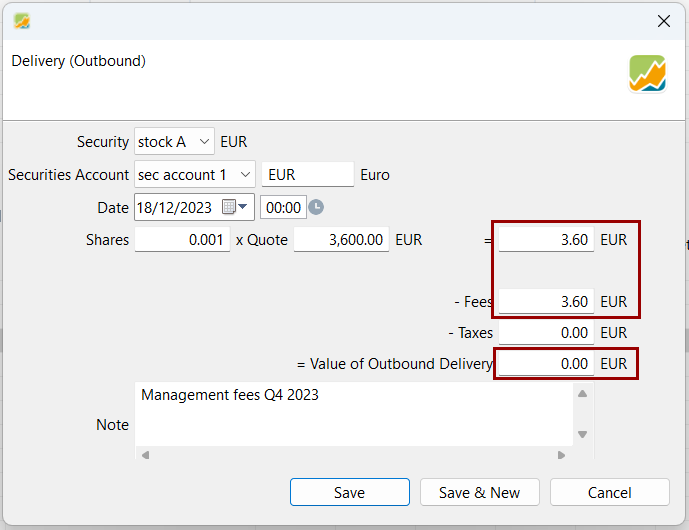 Delivery (Outbound)
Security stock A EUR
Securities Account sec account 1 EUR Euro
Date 18/12/2023 00:00
Shares 0.001 x Quote 3,600.00 EUR = 3.60 EUR
- Fees 3.60 EUR
- Taxes 0.00 EUR
= Value of Outbound Delivery 0.00 EUR
Management fees Q4 2023
Note
Save Save & New Cancel